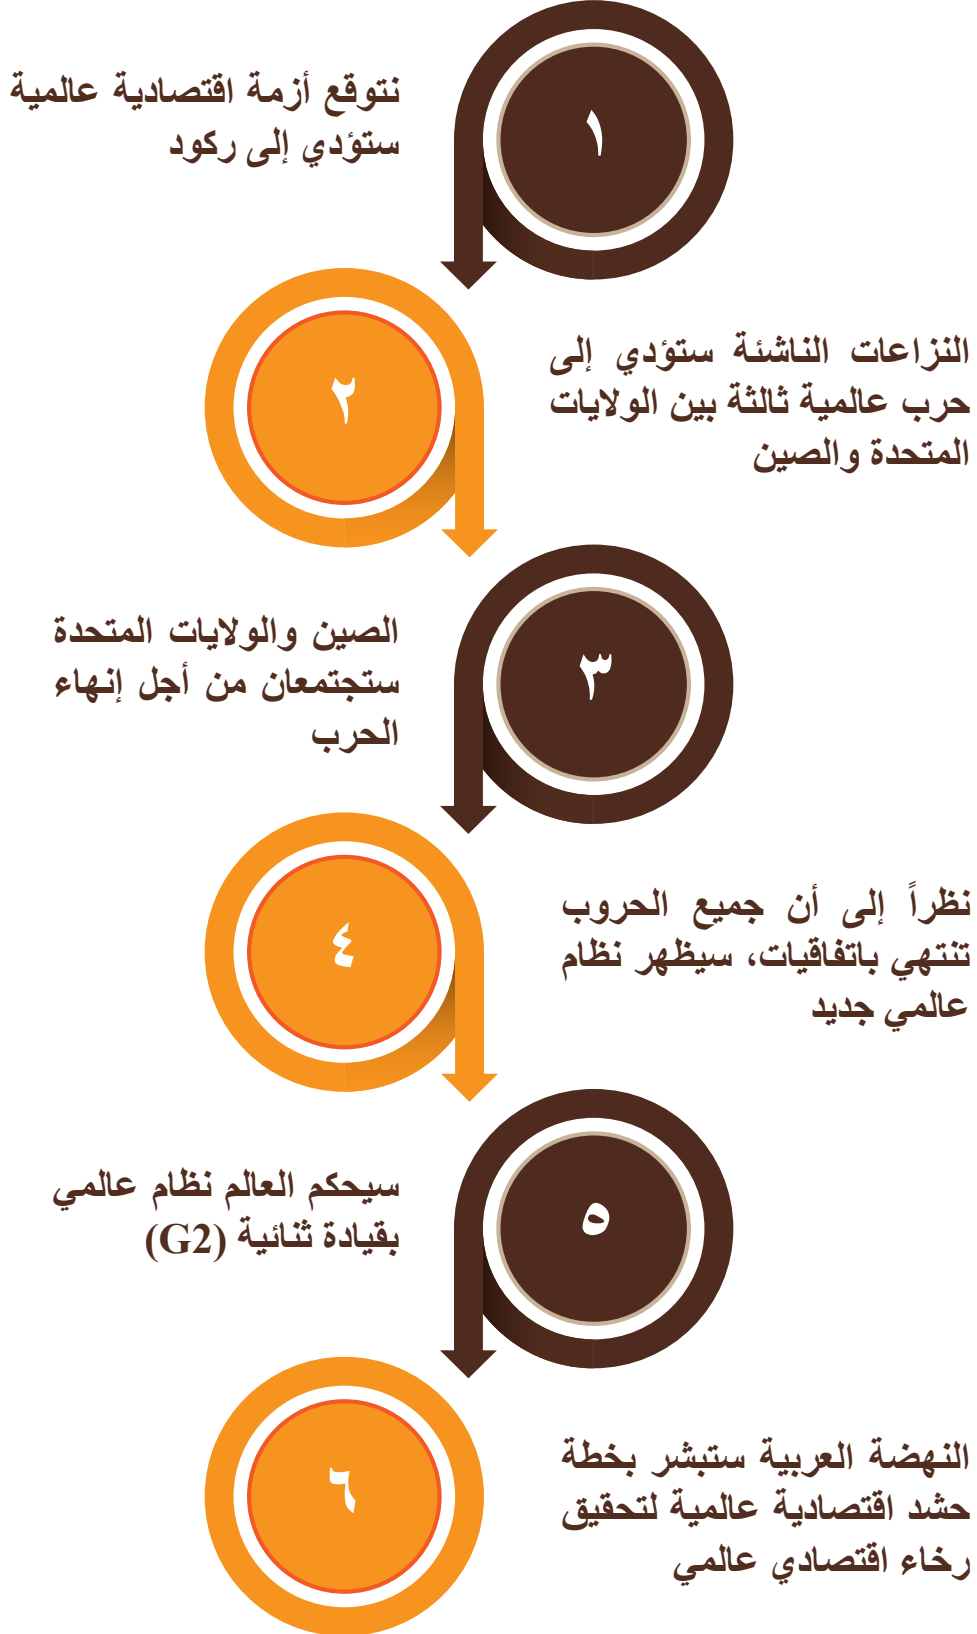 ١
نتوقع أزمة اقتصادية عالمية
ستؤدي إلى ركود
٢
النزاعات الناشئة ستؤدي إلى
حرب عالمية ثالثة بين الولايات
المتحدة والصين
٣
الصين والولايات المتحدة
ستجتمعان من أجل إنهاء
الحرب
٤
نظراً إلى أن جميع الحروب
تنتهي باتفاقيات، سيظهر نظام
عالمي جديد
٥
سيحكم العالم نظام عالمي
بقيادة ثنائية (G2)
٦
النهضة العربية ستبشر بخطة
حشد اقتصادية عالمية لتحقيق
رخاء اقتصادي عالمي